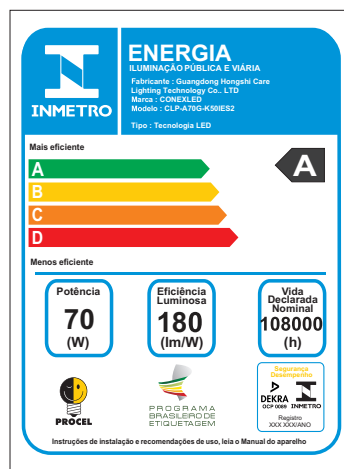 INMETRO
ENERGIA
ILUMINAÇÃO PÚBLICA E VIÁRIA
Fabricante : Guangdong Hongshi Care
Lighting Technology Co.. LTD
Marca : CONEXLED
Modelo : CLP-A70G-K50IES2
Tipo : Tecnologia LED
Mais eficiente
A
B
C
D
A
Menos eficiente
Potência
70
(W)
Eficiência
Luminosa
180
(lm/W)
Vida
Declarada
Nominal
108000
(h)
PROCEL
PROGRAMA
BRASILEIRO DE
ETIQUETAGEM
Segurança
Desempenho
DEKRA
OCP 0089
INMETRO
Registro
XXX XXX/ANO
Instruções de instalação e recomendações de uso, leia o Manual do aparelho